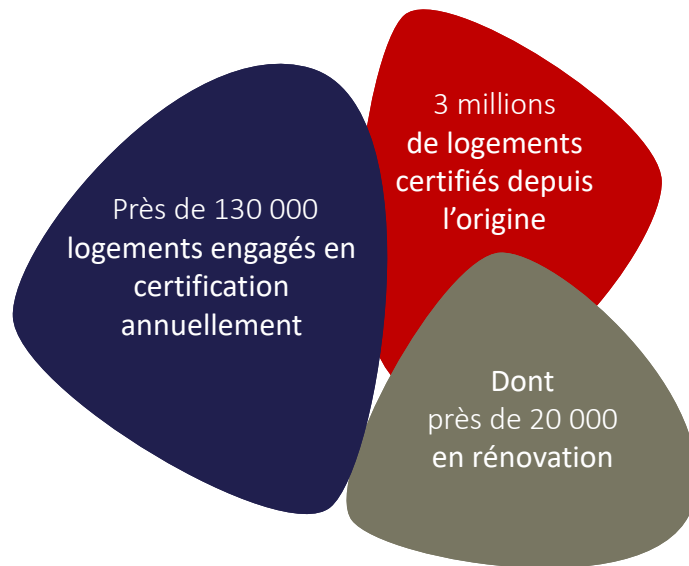 Près de 130 000
logements engagés en
certification
annuellement
3 millions
de logements
certifiés depuis
l’origine
Dont
près de 20 000
en rénovation